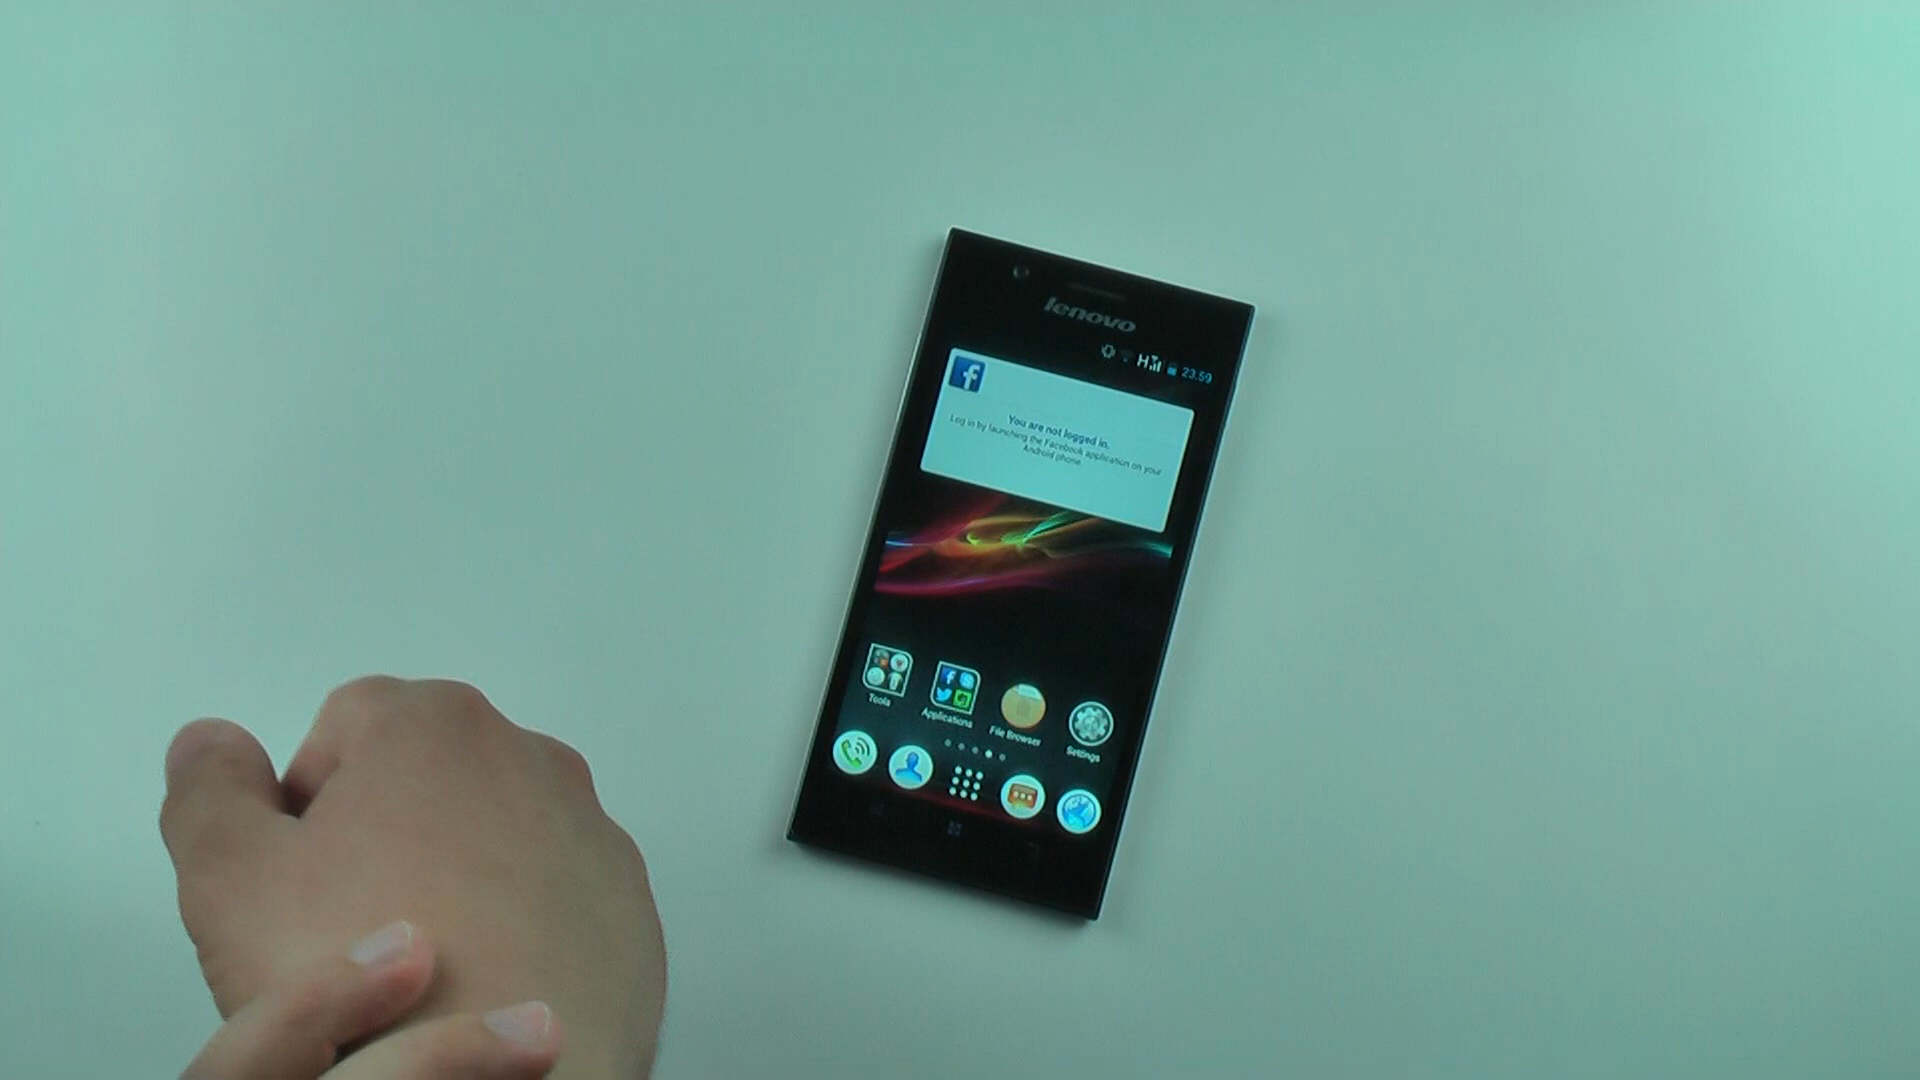 lenovo
H 23.59
You are not logged in.
Log in by launching the Facebook application on your
Android phone.
Tools
Applications
File Browser
Settings